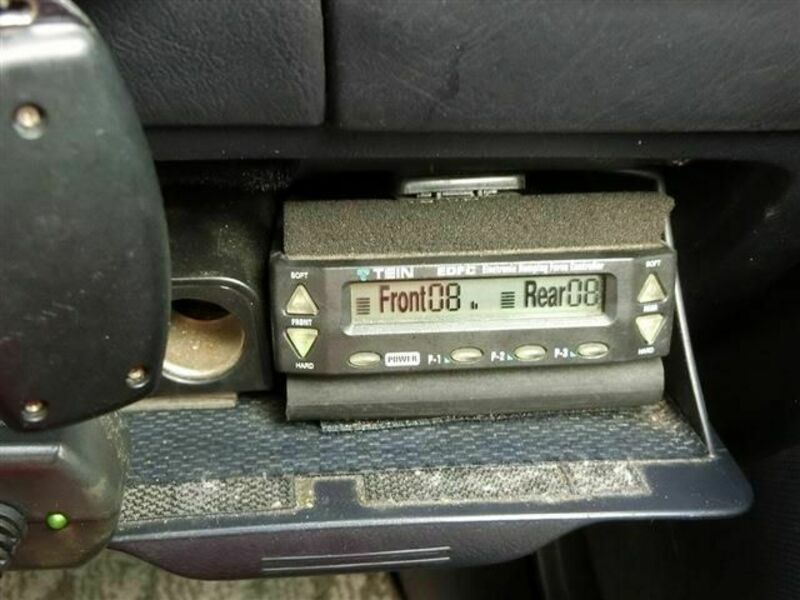 TEIN EDFC Electronic Damping Force Controller
SOFT
SOFT
Front08 Rear08
FRONT
REAR
HARD
HARD
POWER P-1 P-2 P-3